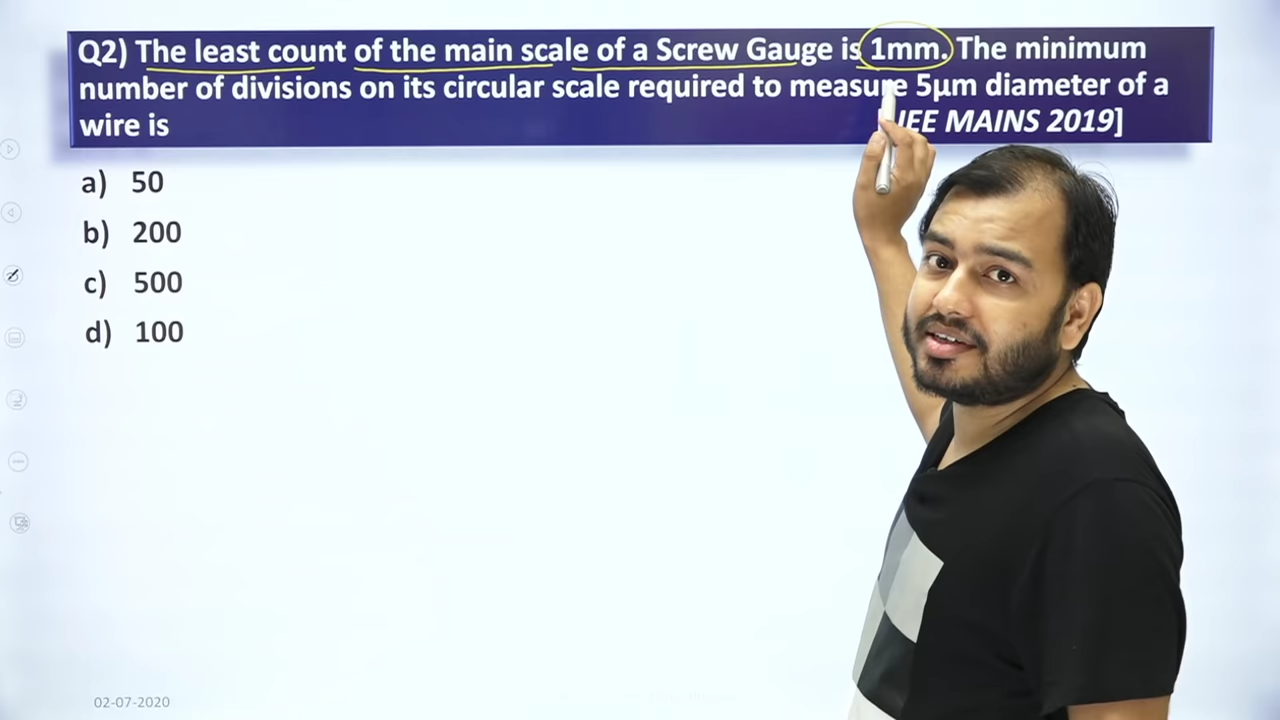 Q2) The least count of the main scale of a Screw Gauge is 1mm. The minimum
number of divisions on its circular scale required to measure 5μm diameter of a
wire is JEE MAINS 2019]
a) 50
b) 200
c) 500
d) 100
02-07-2020